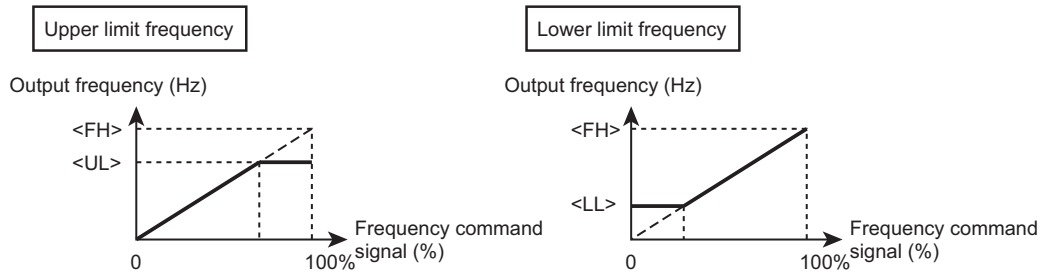 Upper limit frequency
Output frequency (Hz)
<FH>
<UL>
Frequency command
signal (%)
0
100%
Lower limit frequency
Output frequency (Hz)
<FH>
<LL>
Frequency command
signal (%)
0
100%